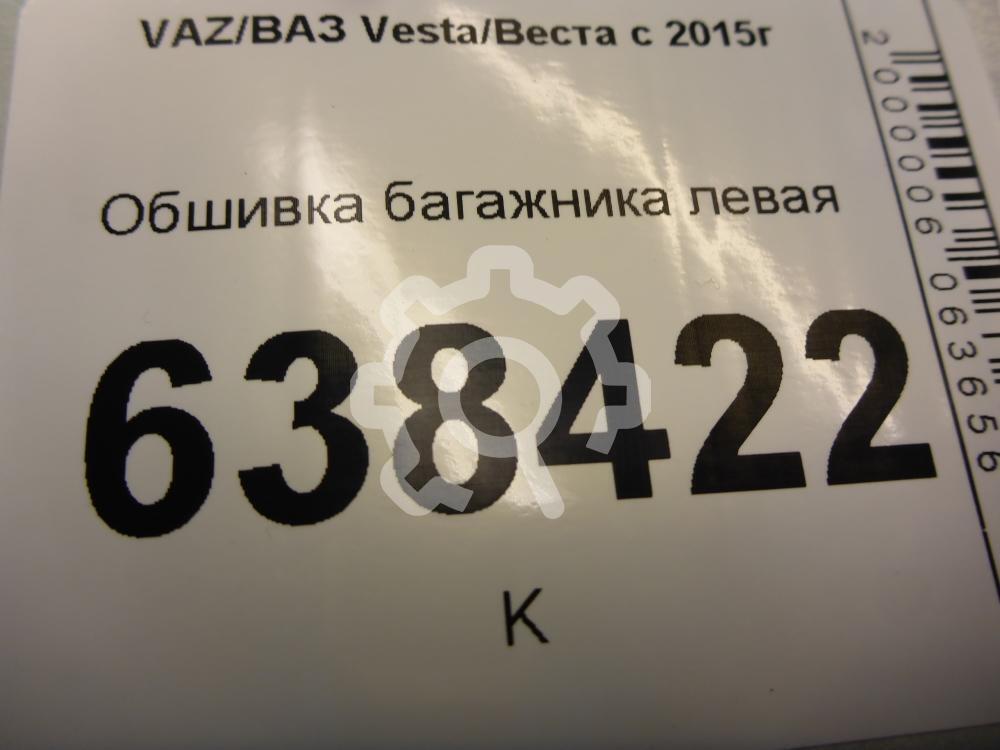 VAZ/ВАЗ Vesta/Веста с 2015г
Обшивка багажника левая
638422
К
2000006063656